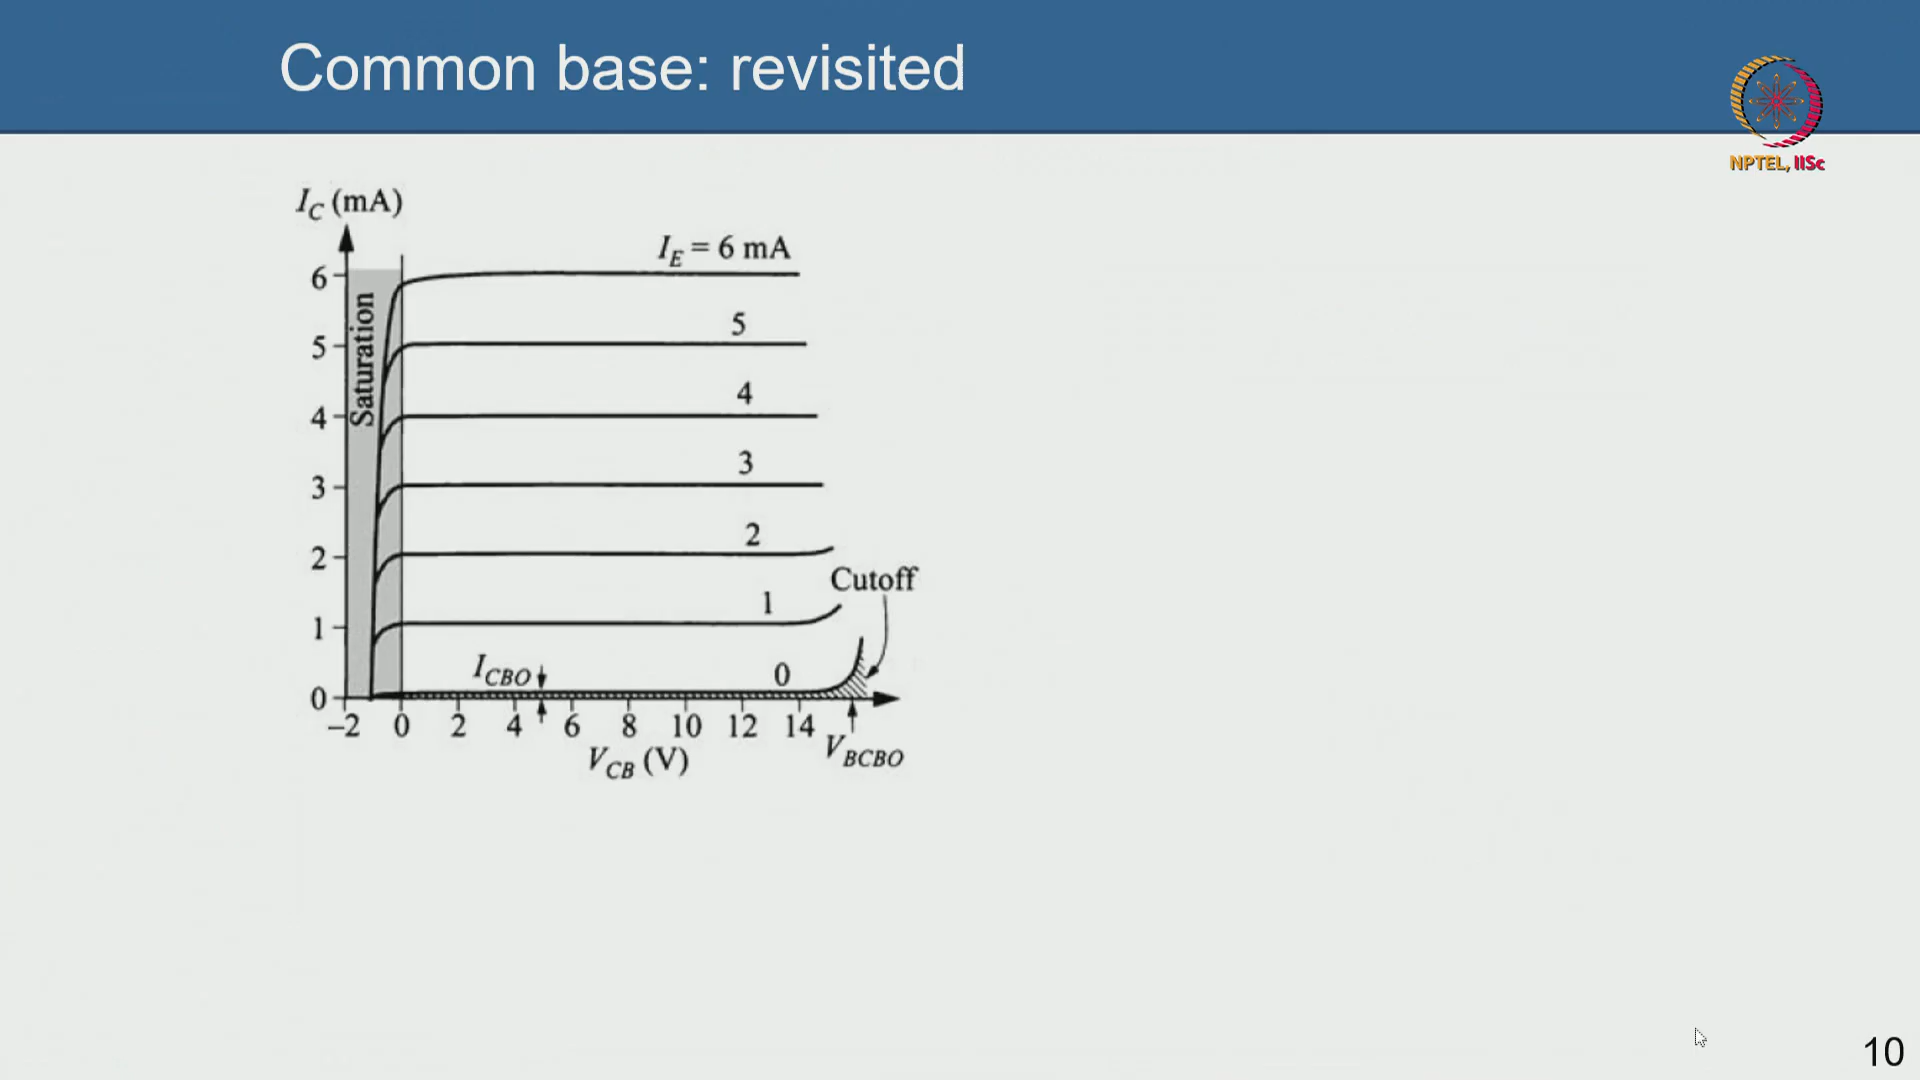 Common base: revisited
NPTEL, IISc
I_C (mA)
I_E = 6 mA
6
Saturation
5
5
4
4
3
3
2
2
Cutoff
1
1
I_CBO
0
0
−2 0 2 4 6 8 10 12 14
V_BCBO
V_CB (V)
10